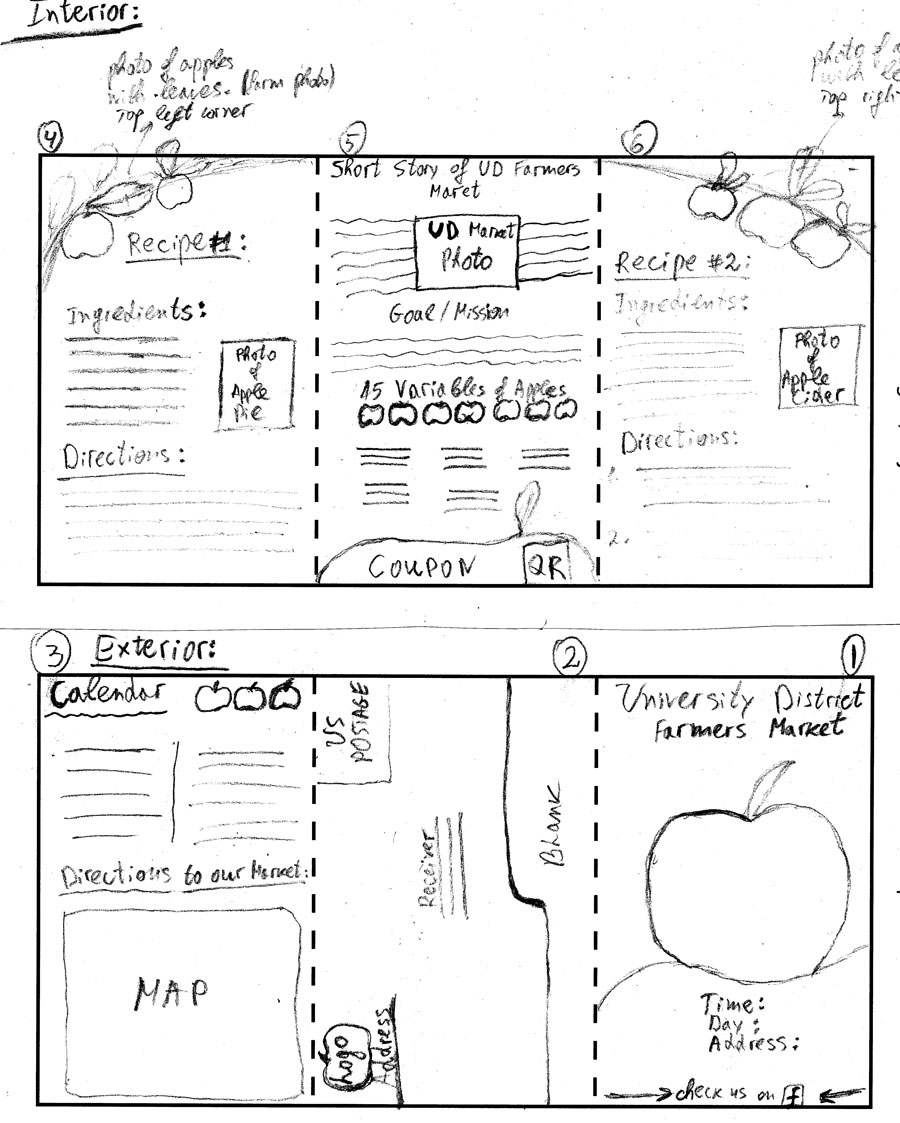 Interior:
photo of apples
with leaves. (farm photo)
Top left corner
photo of a
with le
Top righ
4
5
6
Recipe #1:
Ingredients:
Photo
of
Apple
Pie
Directions:
Short Story of UD Farmers
Maret
UD Market
Photo
Goal / Mission
15 Variables of Apples
COUPON
QR
Recipe #2:
Ingredients:
Photo
of
Apple
Cider
Directions:
1.
2.
3
Exterior:
2
1
Calendar
Directions to our Market:
MAP
US
POSTAGE
Receiver
Blank
Logo
Address
University District
Farmers Market
Time:
Day:
Address:
check us on f